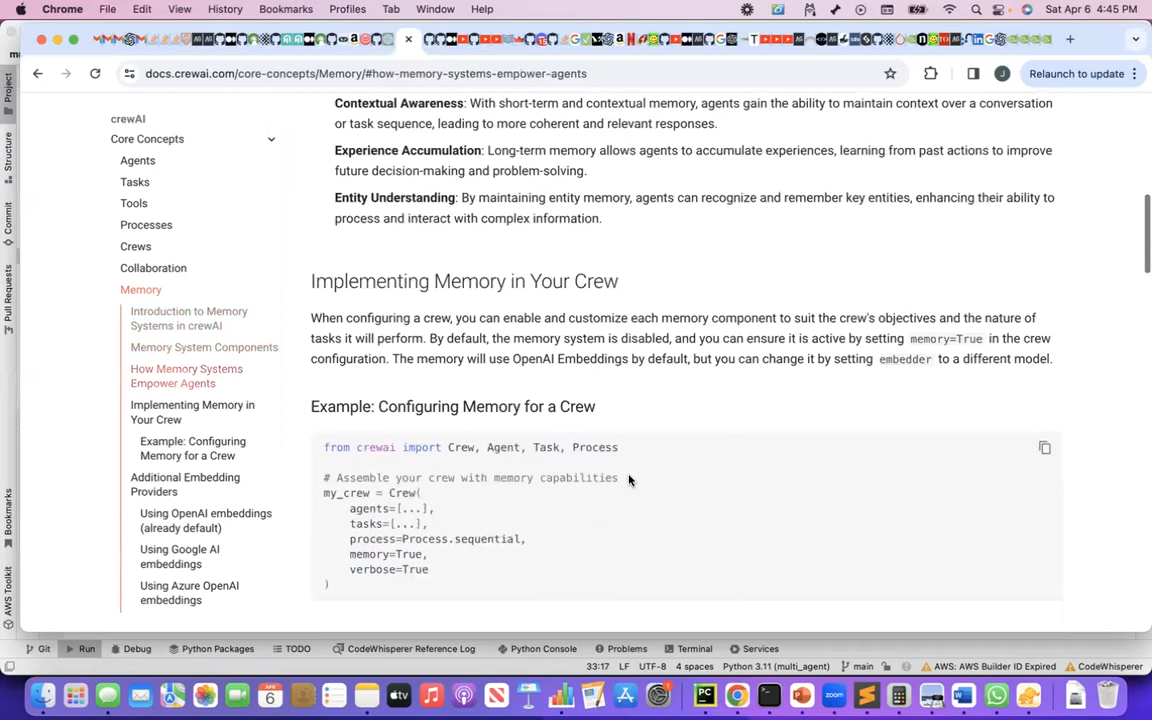 Chrome File Edit View History Bookmarks Profiles Tab Window Help Sat Apr 6 4:45 PM
docs.crewai.com/core-concepts/Memory/#how-memory-systems-empower-agents J Relaunch to update
Project
Structure
Commit
Pull Requests
Bookmarks
AWS Toolkit
crewAI
Core Concepts
Agents
Tasks
Tools
Processes
Crews
Collaboration
Memory
Introduction to Memory
Systems in crewAI
Memory System Components
How Memory Systems
Empower Agents
Implementing Memory in
Your Crew
Example: Configuring
Memory for a Crew
Additional Embedding
Providers
Using OpenAI embeddings
(already default)
Using Google AI
embeddings
Using Azure OpenAI
embeddings
Contextual Awareness: With short-term and contextual memory, agents gain the ability to maintain context over a conversation
or task sequence, leading to more coherent and relevant responses.
Experience Accumulation: Long-term memory allows agents to accumulate experiences, learning from past actions to improve
future decision-making and problem-solving.
Entity Understanding: By maintaining entity memory, agents can recognize and remember key entities, enhancing their ability to
process and interact with complex information.
Implementing Memory in Your Crew
When configuring a crew, you can enable and customize each memory component to suit the crew's objectives and the nature of
tasks it will perform. By default, the memory system is disabled, and you can ensure it is active by setting memory=True in the crew
configuration. The memory will use OpenAI Embeddings by default, but you can change it by setting embedder to a different model.
Example: Configuring Memory for a Crew
from crewai import Crew, Agent, Task, Process
# Assemble your crew with memory capabilities
my_crew = Crew(
agents=[...],
tasks=[...],
process=Process.sequential,
memory=True,
verbose=True
)
Git Run Debug Python Packages TODO CodeWhisperer Reference Log Python Console Problems Terminal Services
33:17 LF UTF-8 4 spaces Python 3.11 (multi_agent) main AWS: AWS Builder ID Expired CodeWhisperer